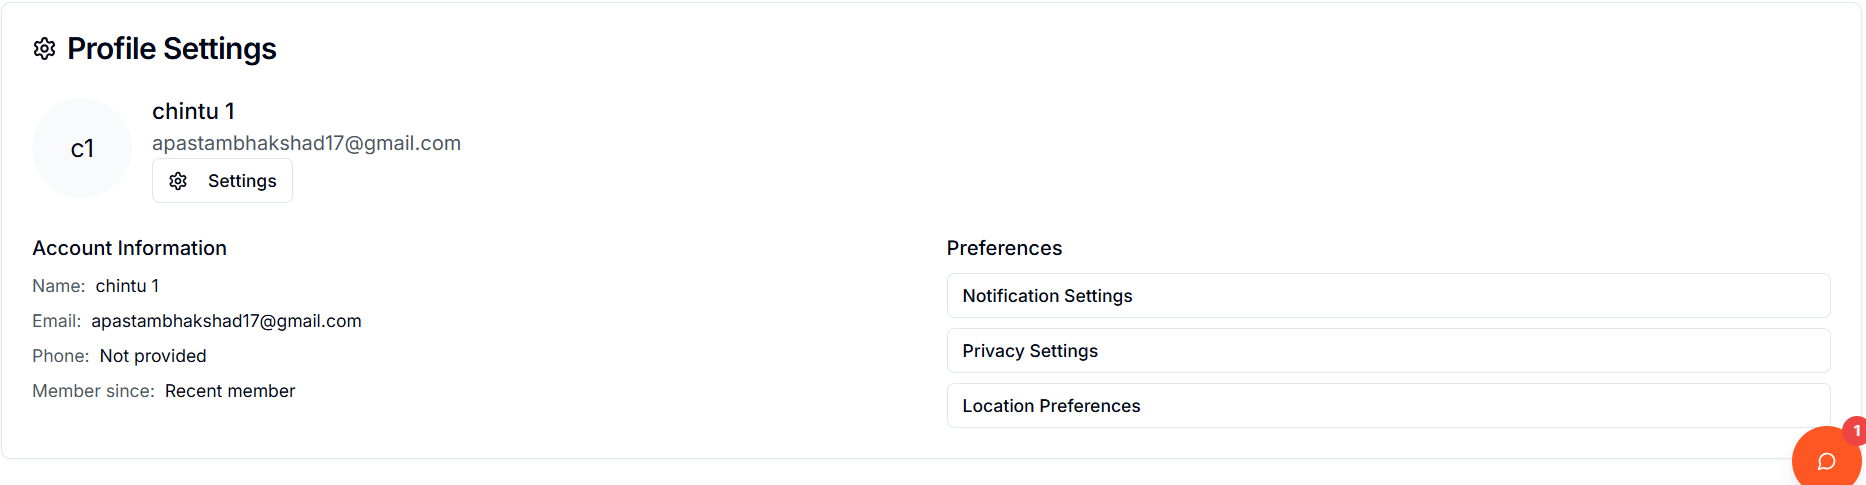 Profile Settings
c1
chintu 1
apastambhakshad17@gmail.com
Settings
Account Information
Name: chintu 1
Email: apastambhakshad17@gmail.com
Phone: Not provided
Member since: Recent member
Preferences
Notification Settings
Privacy Settings
Location Preferences
1